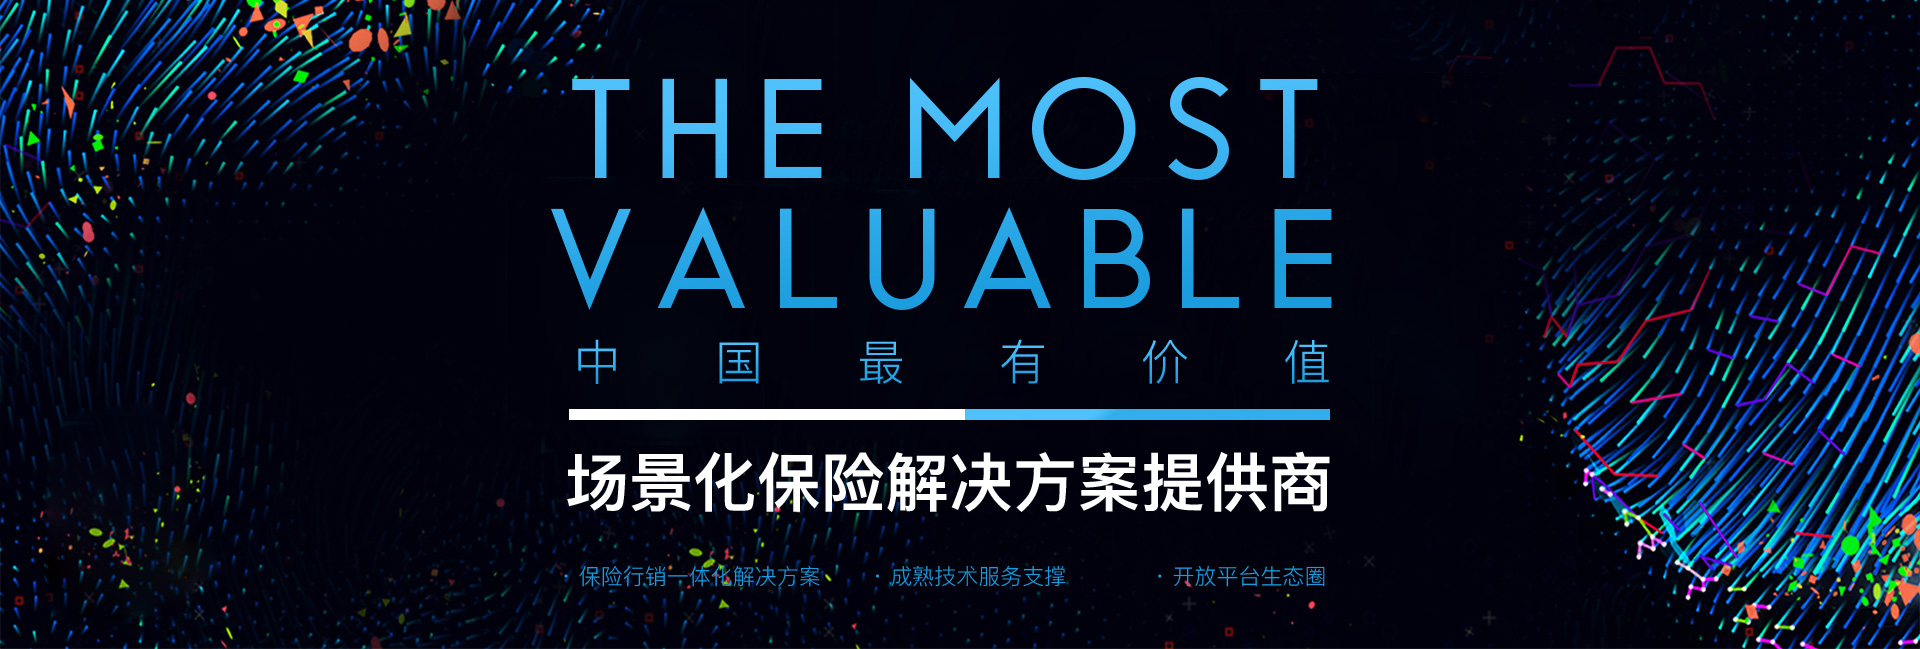 THE MOST
VALUABLE
中国最有价值
场景化保险解决方案提供商
· 保险行销一体化解决方案 · 成熟技术服务支撑 · 开放平台生态圈